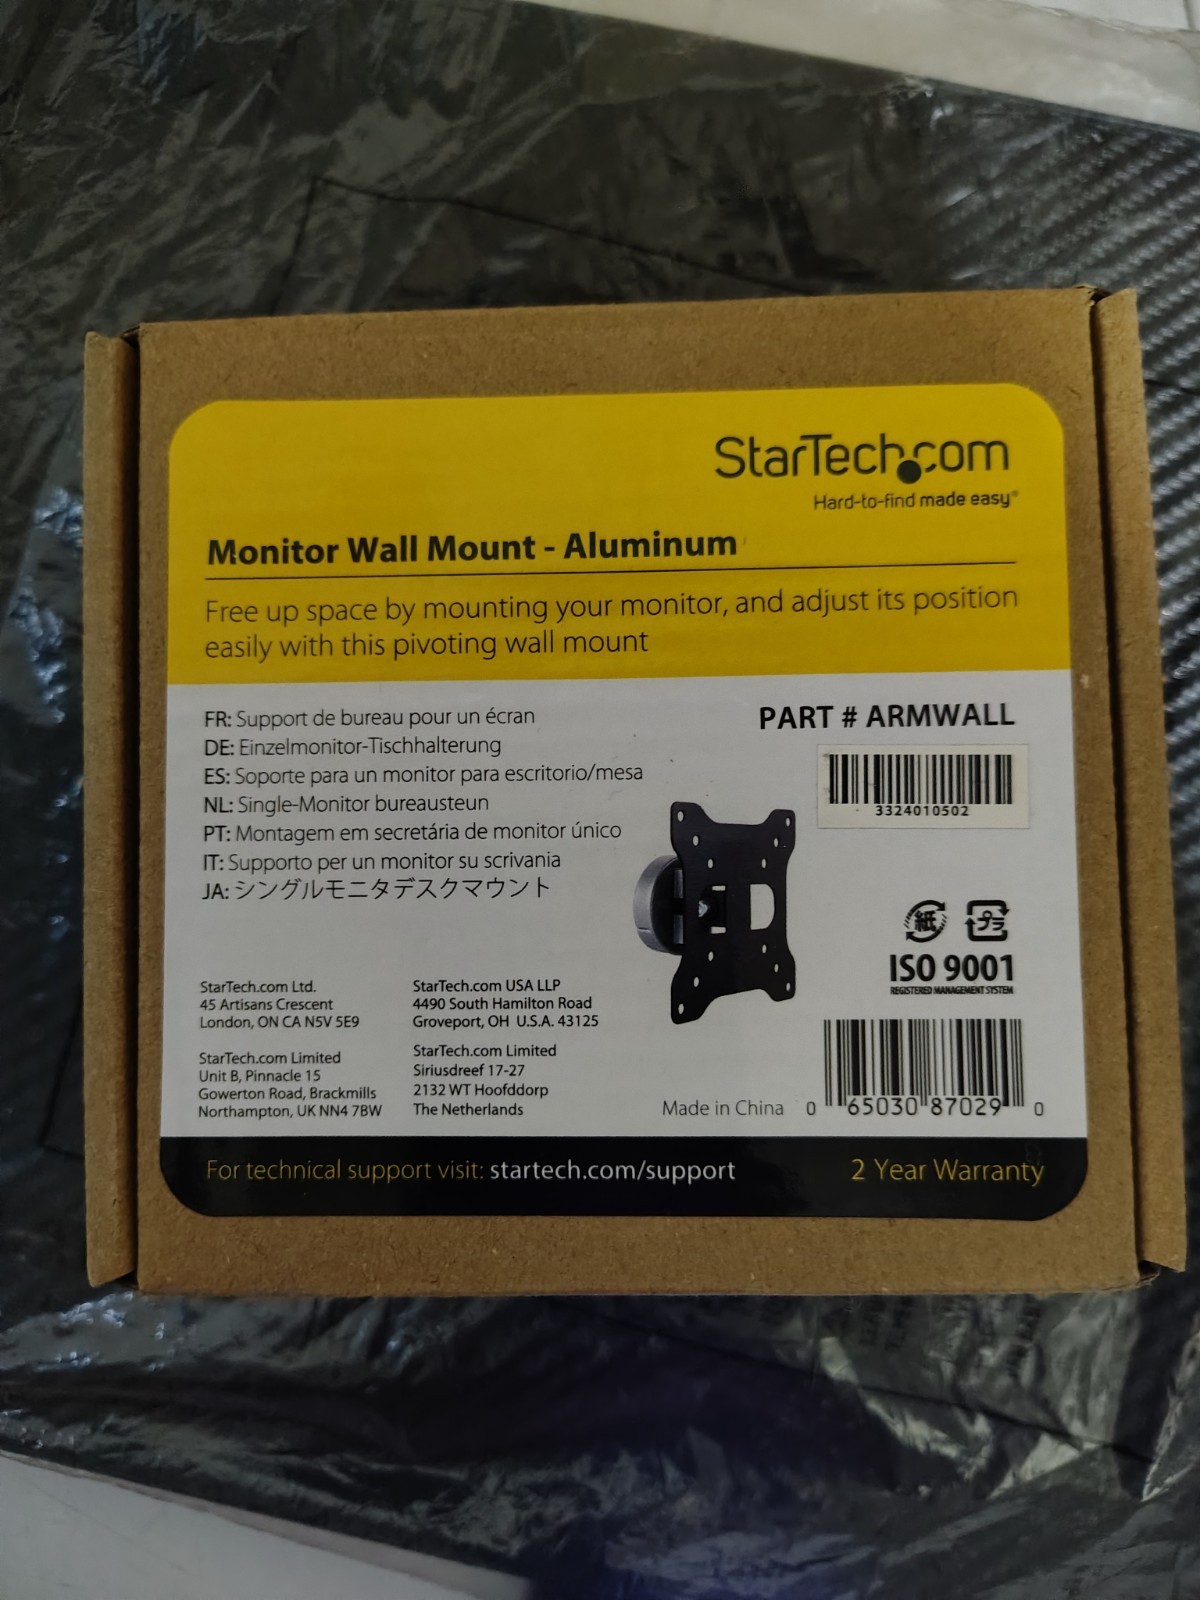 StarTech.com
Hard-to-find made easy®
Monitor Wall Mount - Aluminum
Free up space by mounting your monitor, and adjust its position
easily with this pivoting wall mount
FR: Support de bureau pour un écran
DE: Einzelmonitor-Tischhalterung
ES: Soporte para un monitor para escritorio/mesa
NL: Single-Monitor bureausteun
PT: Montagem em secretária de monitor único
IT: Supporto per un monitor su scrivania
JA: シングルモニタデスクマウント
PART # ARMWALL
3324010502
紙 プラ
ISO 9001
REGISTERED MANAGEMENT SYSTEM
StarTech.com Ltd.
45 Artisans Crescent
London, ON CA N5V 5E9
StarTech.com USA LLP
4490 South Hamilton Road
Groveport, OH U.S.A. 43125
StarTech.com Limited
Unit B, Pinnacle 15
Gowerton Road, Brackmills
Northampton, UK NN4 7BW
StarTech.com Limited
Siriusdreef 17-27
2132 WT Hoofddorp
The Netherlands
Made in China
0 65030 87029 0
For technical support visit: startech.com/support
2 Year Warranty